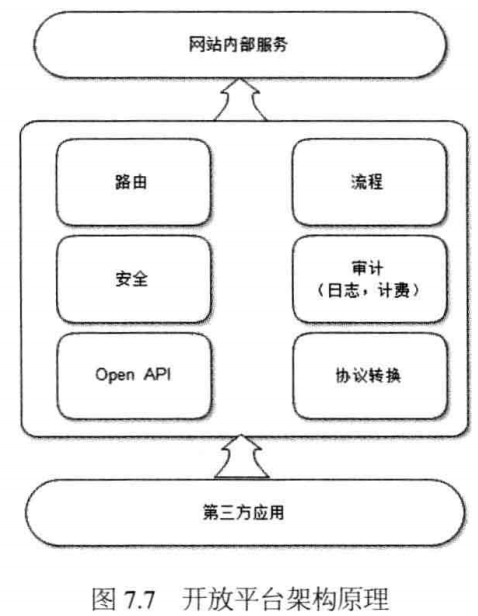 网站内部服务
路由
流程
安全
审计
（日志，计费）
Open API
协议转换
第三方应用
图 7.7 开放平台架构原理